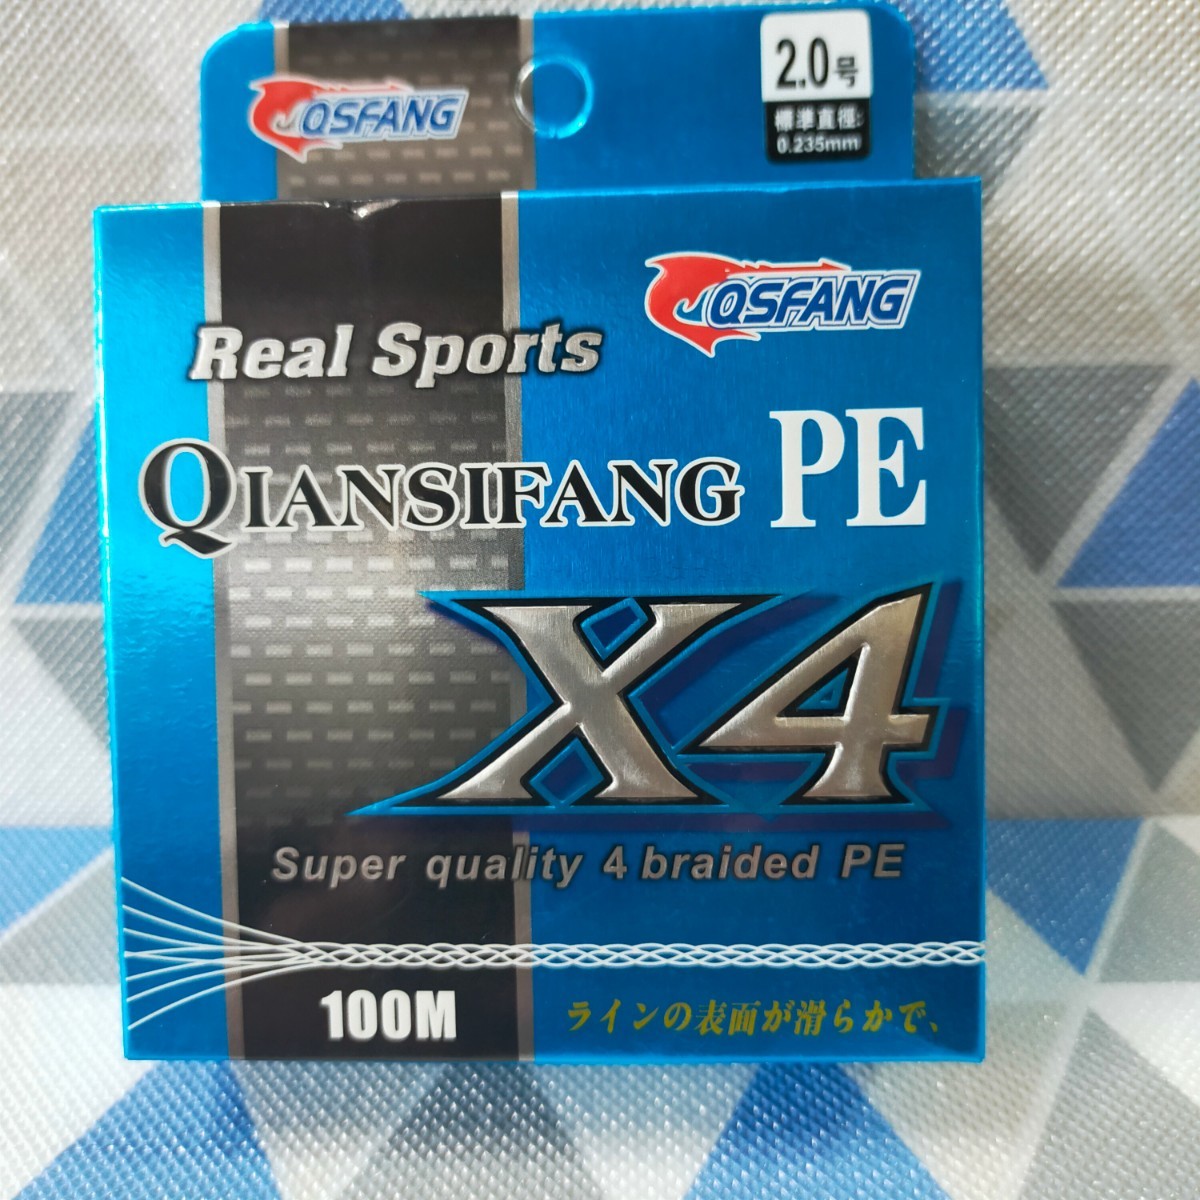 QSFANG
2.0号
標準直徑:
0.235mm
QSFANG
Real Sports
QIANSIFANG PE
X4
Super quality 4 braided PE
100M
ラインの表面が滑らかで、